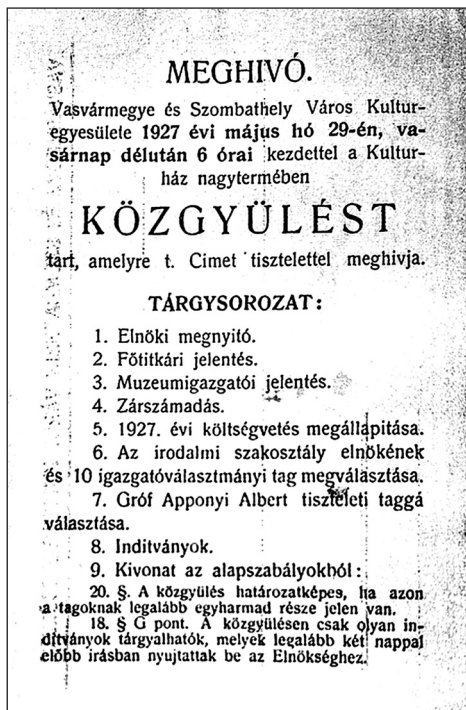 MEGHIVÓ.
Vasvármegye és Szombathely Város Kultur-
egyesülete 1927 évi május hó 29-én, va-
sárnap délután 6 órai kezdettel a Kultur-
ház nagytermében
KÖZGYÜLÉST
tart, amelyre t. Cimet tisztelettel meghivja.
TÁRGYSOROZAT:
1. Elnöki megnyitó.
2. Főtitkári jelentés.
3. Muzeumigazgatói jelentés.
4. Zárszámadás.
5. 1927. évi költségvetés megállapitása.
6. Az irodalmi szakosztály elnökének
és 10 igazgatóválasztmányi tag megválasztása.
7. Gróf Apponyi Albert tiszteleti taggá
választása.
8. Inditványok.
9. Kivonat az alapszabályokból:
20. §. A közgyülés határozatképes, ha azon
a tagoknak legalább egyharmad része jelen van.
18. § G pont. A közgyülésen csak olyan in-
ditványok tárgyalhatók, melyek legalább két nappal
előbb irásban nyujtattak be az Elnökséghez.